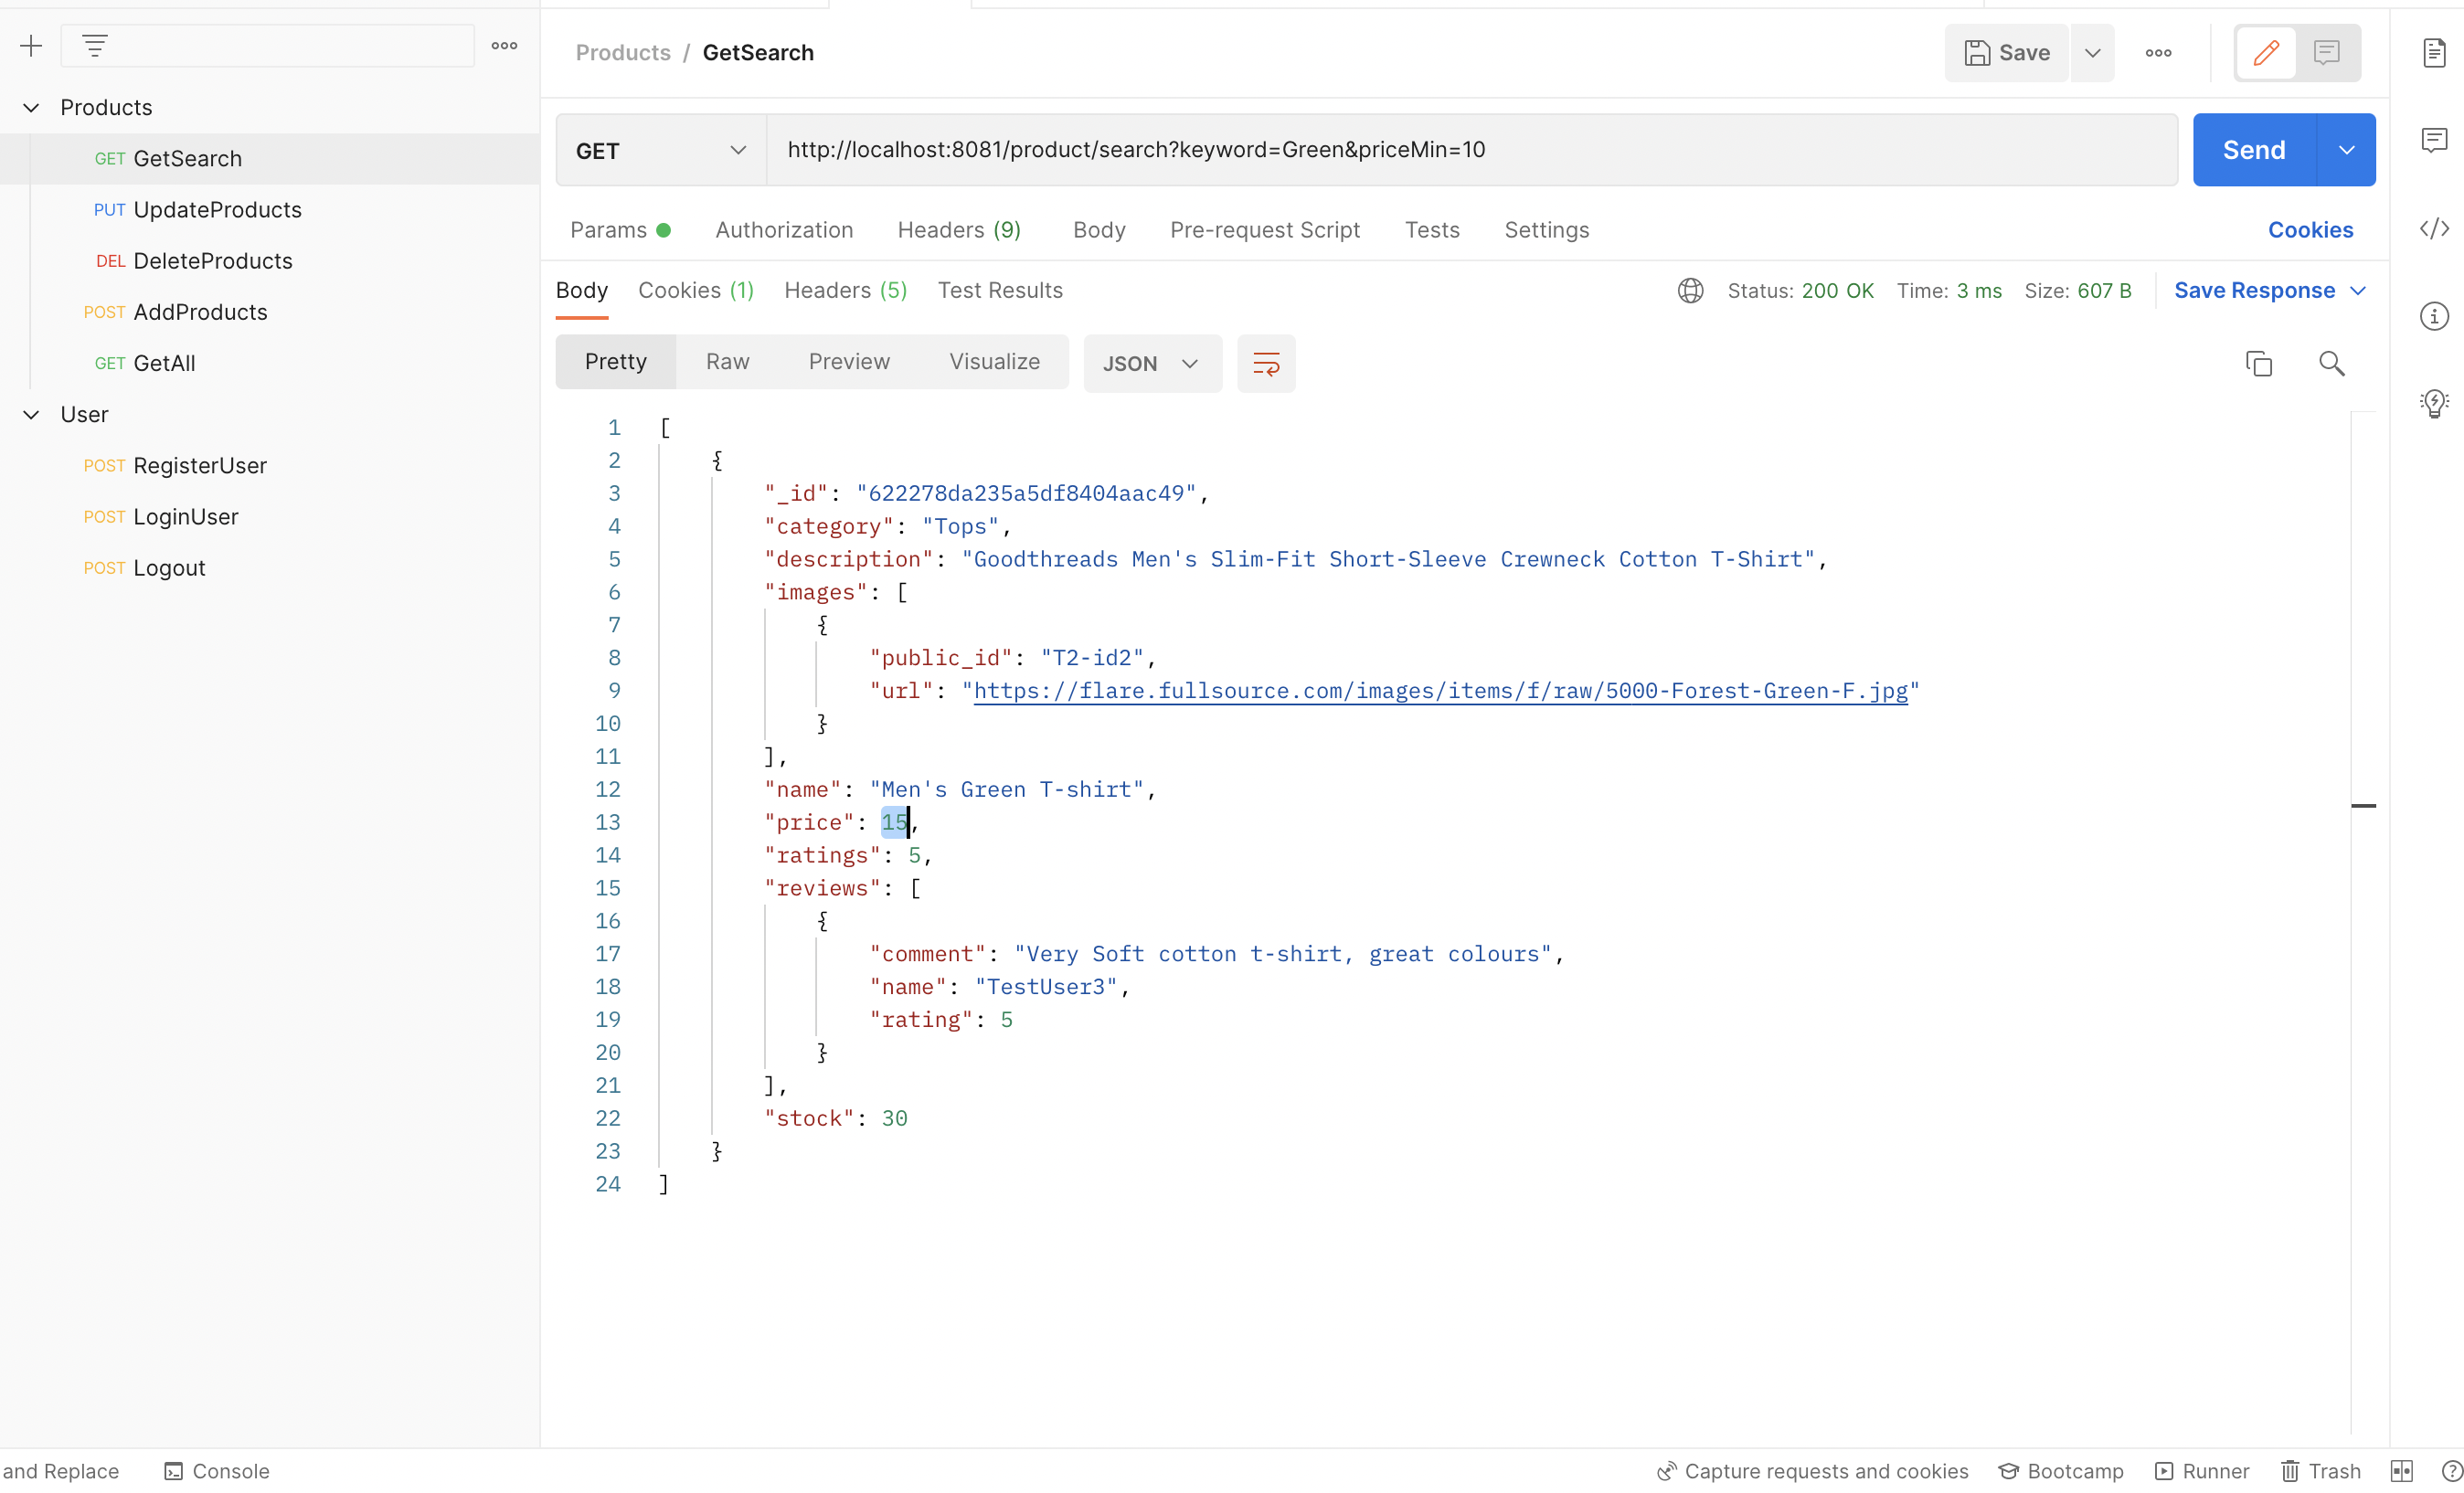 Products
GET GetSearch
PUT UpdateProducts
DEL DeleteProducts
POST AddProducts
GET GetAll
User
POST RegisterUser
POST LoginUser
POST Logout
Products / GetSearch
Save
GET
http://localhost:8081/product/search?keyword=Green&priceMin=10
Send
Params Authorization Headers (9) Body Pre-request Script Tests Settings Cookies
Body Cookies (1) Headers (5) Test Results Status: 200 OK Time: 3 ms Size: 607 B Save Response
Pretty Raw Preview Visualize JSON
1 [
2 {
3 "_id": "622278da235a5df8404aac49",
4 "category": "Tops",
5 "description": "Goodthreads Men's Slim-Fit Short-Sleeve Crewneck Cotton T-Shirt",
6 "images": [
7 {
8 "public_id": "T2-id2",
9 "url": "https://flare.fullsource.com/images/items/f/raw/5000-Forest-Green-F.jpg"
10 }
11 ],
12 "name": "Men's Green T-shirt",
13 "price": 15,
14 "ratings": 5,
15 "reviews": [
16 {
17 "comment": "Very Soft cotton t-shirt, great colours",
18 "name": "TestUser3",
19 "rating": 5
20 }
21 ],
22 "stock": 30
23 }
24 ]
and Replace Console Capture requests and cookies Bootcamp Runner Trash